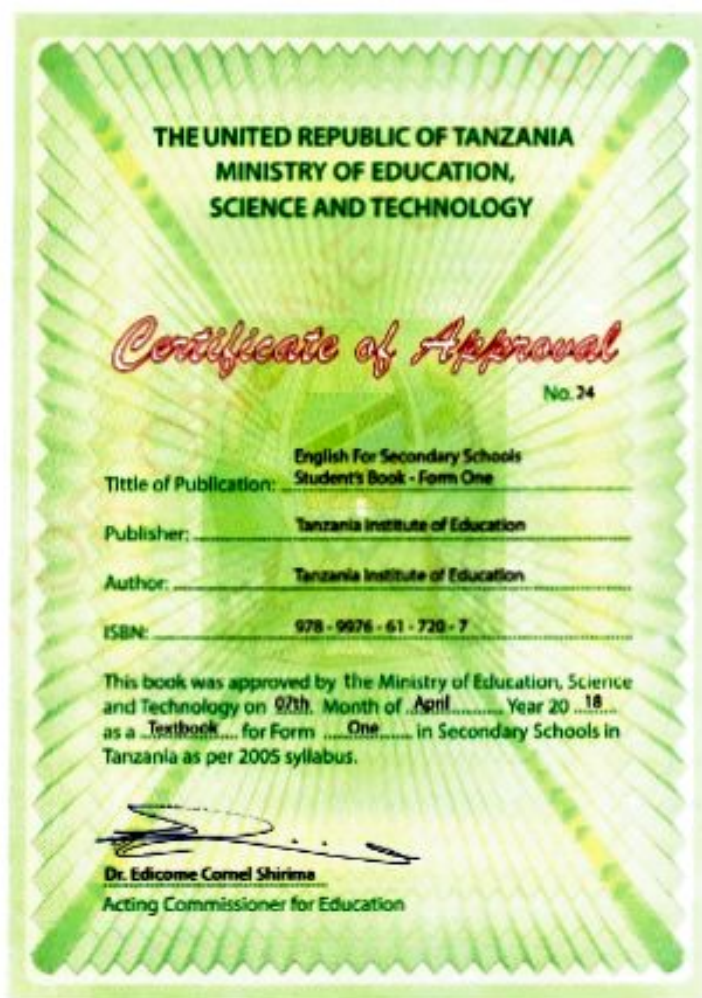 THE UNITED REPUBLIC OF TANZANIA
MINISTRY OF EDUCATION,
SCIENCE AND TECHNOLOGY
Certificate of Approval
No. 24
English For Secondary Schools
Tittle of Publication: Student's Book - Form One
Publisher: Tanzania Institute of Education
Author: Tanzania Institute of Education
ISBN: 978 - 9976 - 61 - 720 - 7
This book was approved by the Ministry of Education, Science
and Technology on 07th Month of April Year 20 18
as a Textbook for Form One in Secondary Schools in
Tanzania as per 2005 syllabus.
Dr. Edicome Cornel Shirima
Acting Commissioner for Education